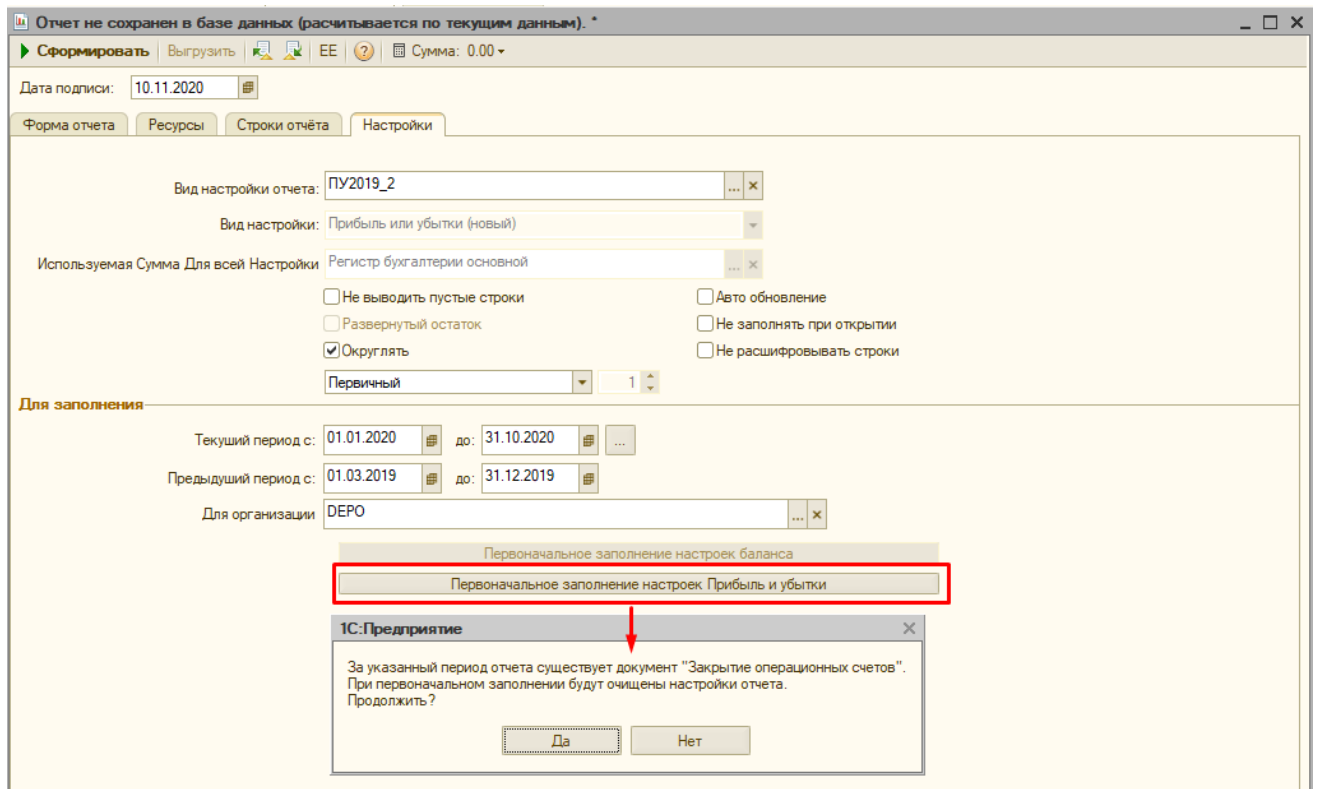 Отчет не сохранен в базе данных (расчитывается по текущим данным). *
Сформировать Выгрузить ЕЕ ? Сумма: 0.00
Дата подписи: 10.11.2020
Форма отчета Ресурсы Строки отчёта Настройки
Вид настройки отчета: ПУ2019_2 ... ×
Вид настройки: Прибыль или убытки (новый)
Используемая Сумма Для всей Настройки Регистр бухгалтерии основной ... ×
Не выводить пустые строки Авто обновление
Развернутый остаток Не заполнять при открытии
Округлять Не расшифровывать строки
Первичный 1
Для заполнения
Текуший период с: 01.01.2020 до: 31.10.2020 ...
Предыдуший период с: 01.03.2019 до: 31.12.2019
Для организации DEPO ... ×
Первоначальное заполнение настроек баланса
Первоначальное заполнение настроек Прибыль и убытки
1С:Предприятие
За указанный период отчета существует документ "Закрытие операционных счетов".
При первоначальном заполнении будут очищены настройки отчета.
Продолжить?
Да Нет